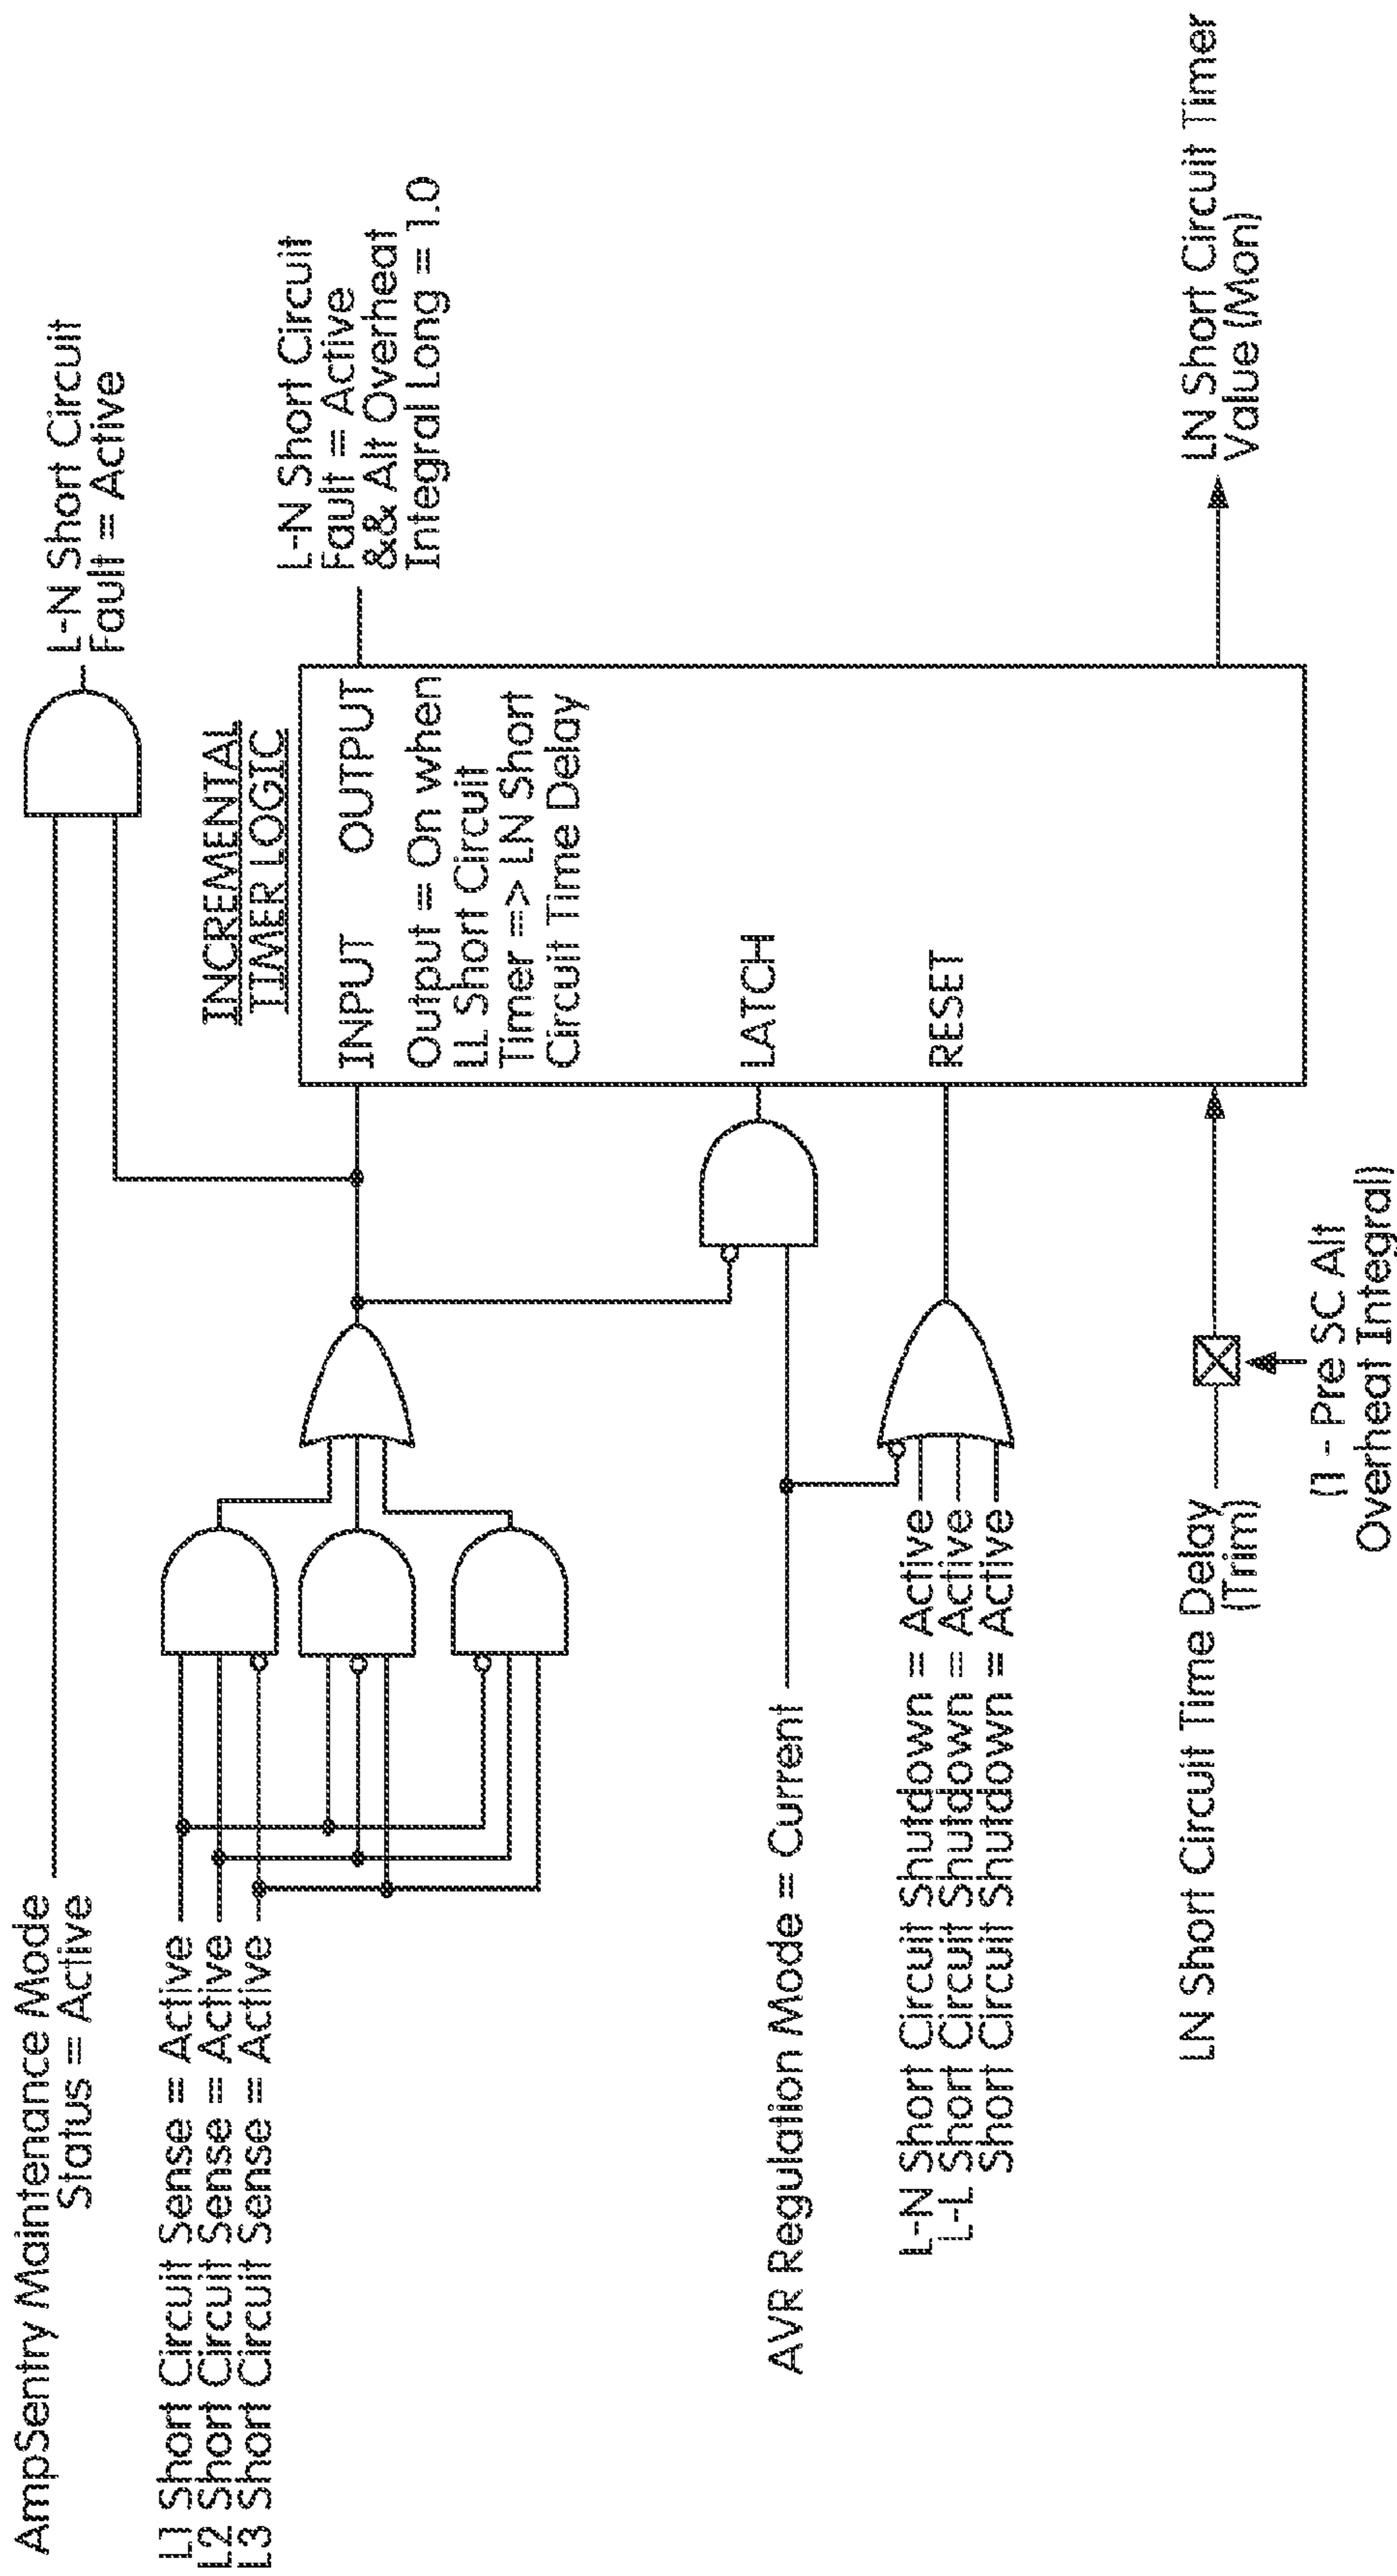 AmpSentry Maintenance Mode
Status = Active
L1 Short Circuit Sense = Active
L2 Short Circuit Sense = Active
L3 Short Circuit Sense = Active
L-N Short Circuit
Fault = Active
INCREMENTAL
TIMER LOGIC
INPUT OUTPUT
Output = On when
LL Short Circuit
Timer => LN Short
Circuit Time Delay
LATCH
RESET
L-N Short Circuit
Fault = Active
&& Alt Overheat
Integral Long = 1.0
AVR Regulation Mode = Current
L-N Short Circuit Shutdown = Active
L-L Short Circuit Shutdown = Active
Short Circuit Shutdown = Active
LN Short Circuit Time Delay
(Trim)
(1 - Pre SC Alt
Overheat Integral)
LN Short Circuit Timer
Value (Mon)